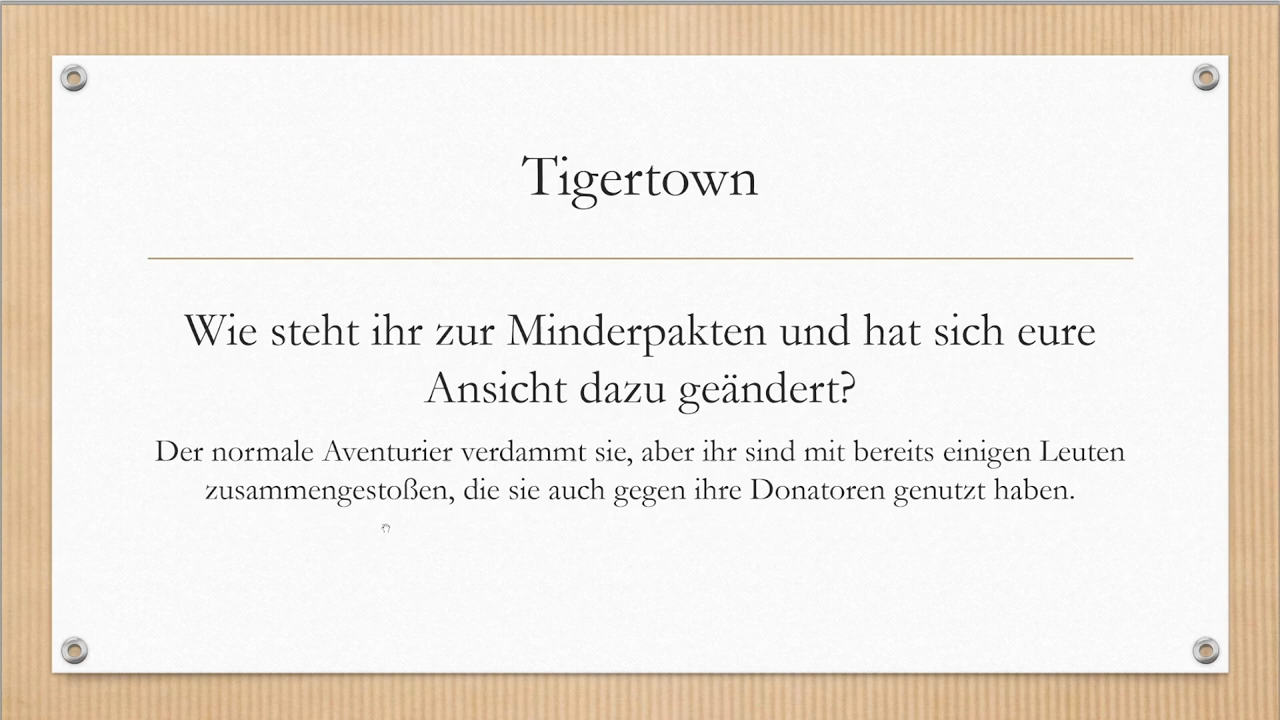 Tigertown
Wie steht ihr zur Minderpakten und hat sich eure
Ansicht dazu geändert?
Der normale Aventurier verdammt sie, aber ihr sind mit bereits einigen Leuten
zusammengestoßen, die sie auch gegen ihre Donatoren genutzt haben.